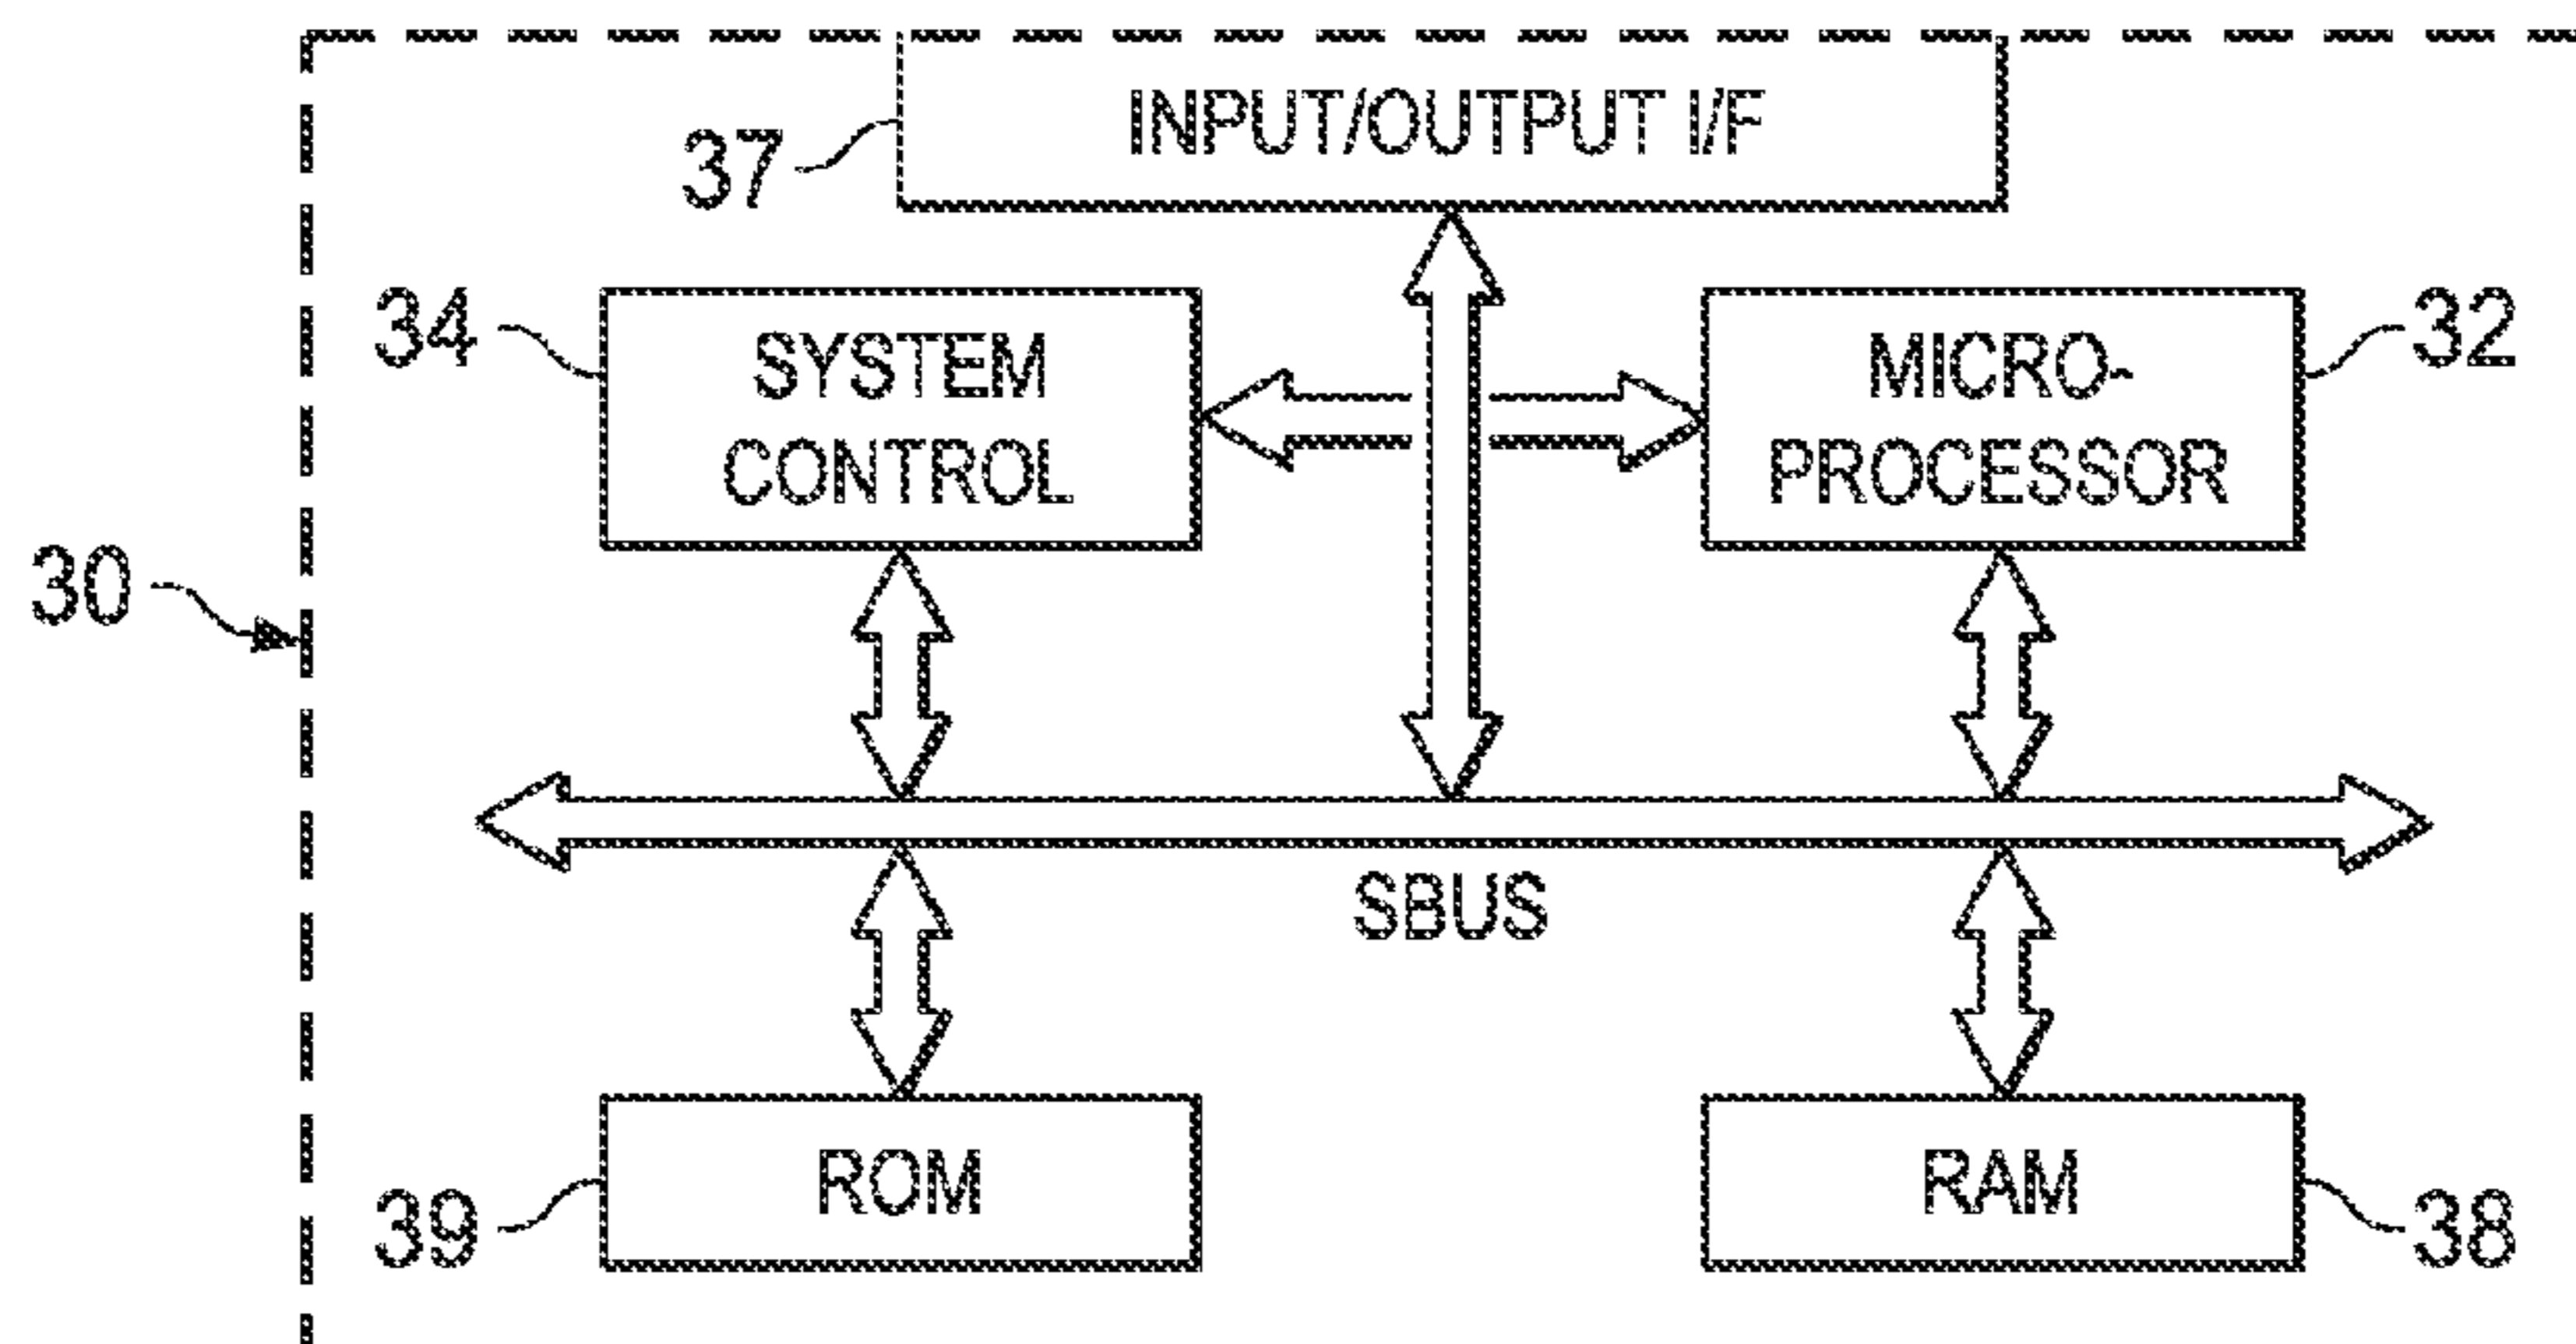 INPUT/OUTPUT I/F
37
34
SYSTEM
CONTROL
MICRO-
PROCESSOR
32
30
SBUS
39
ROM
RAM
38